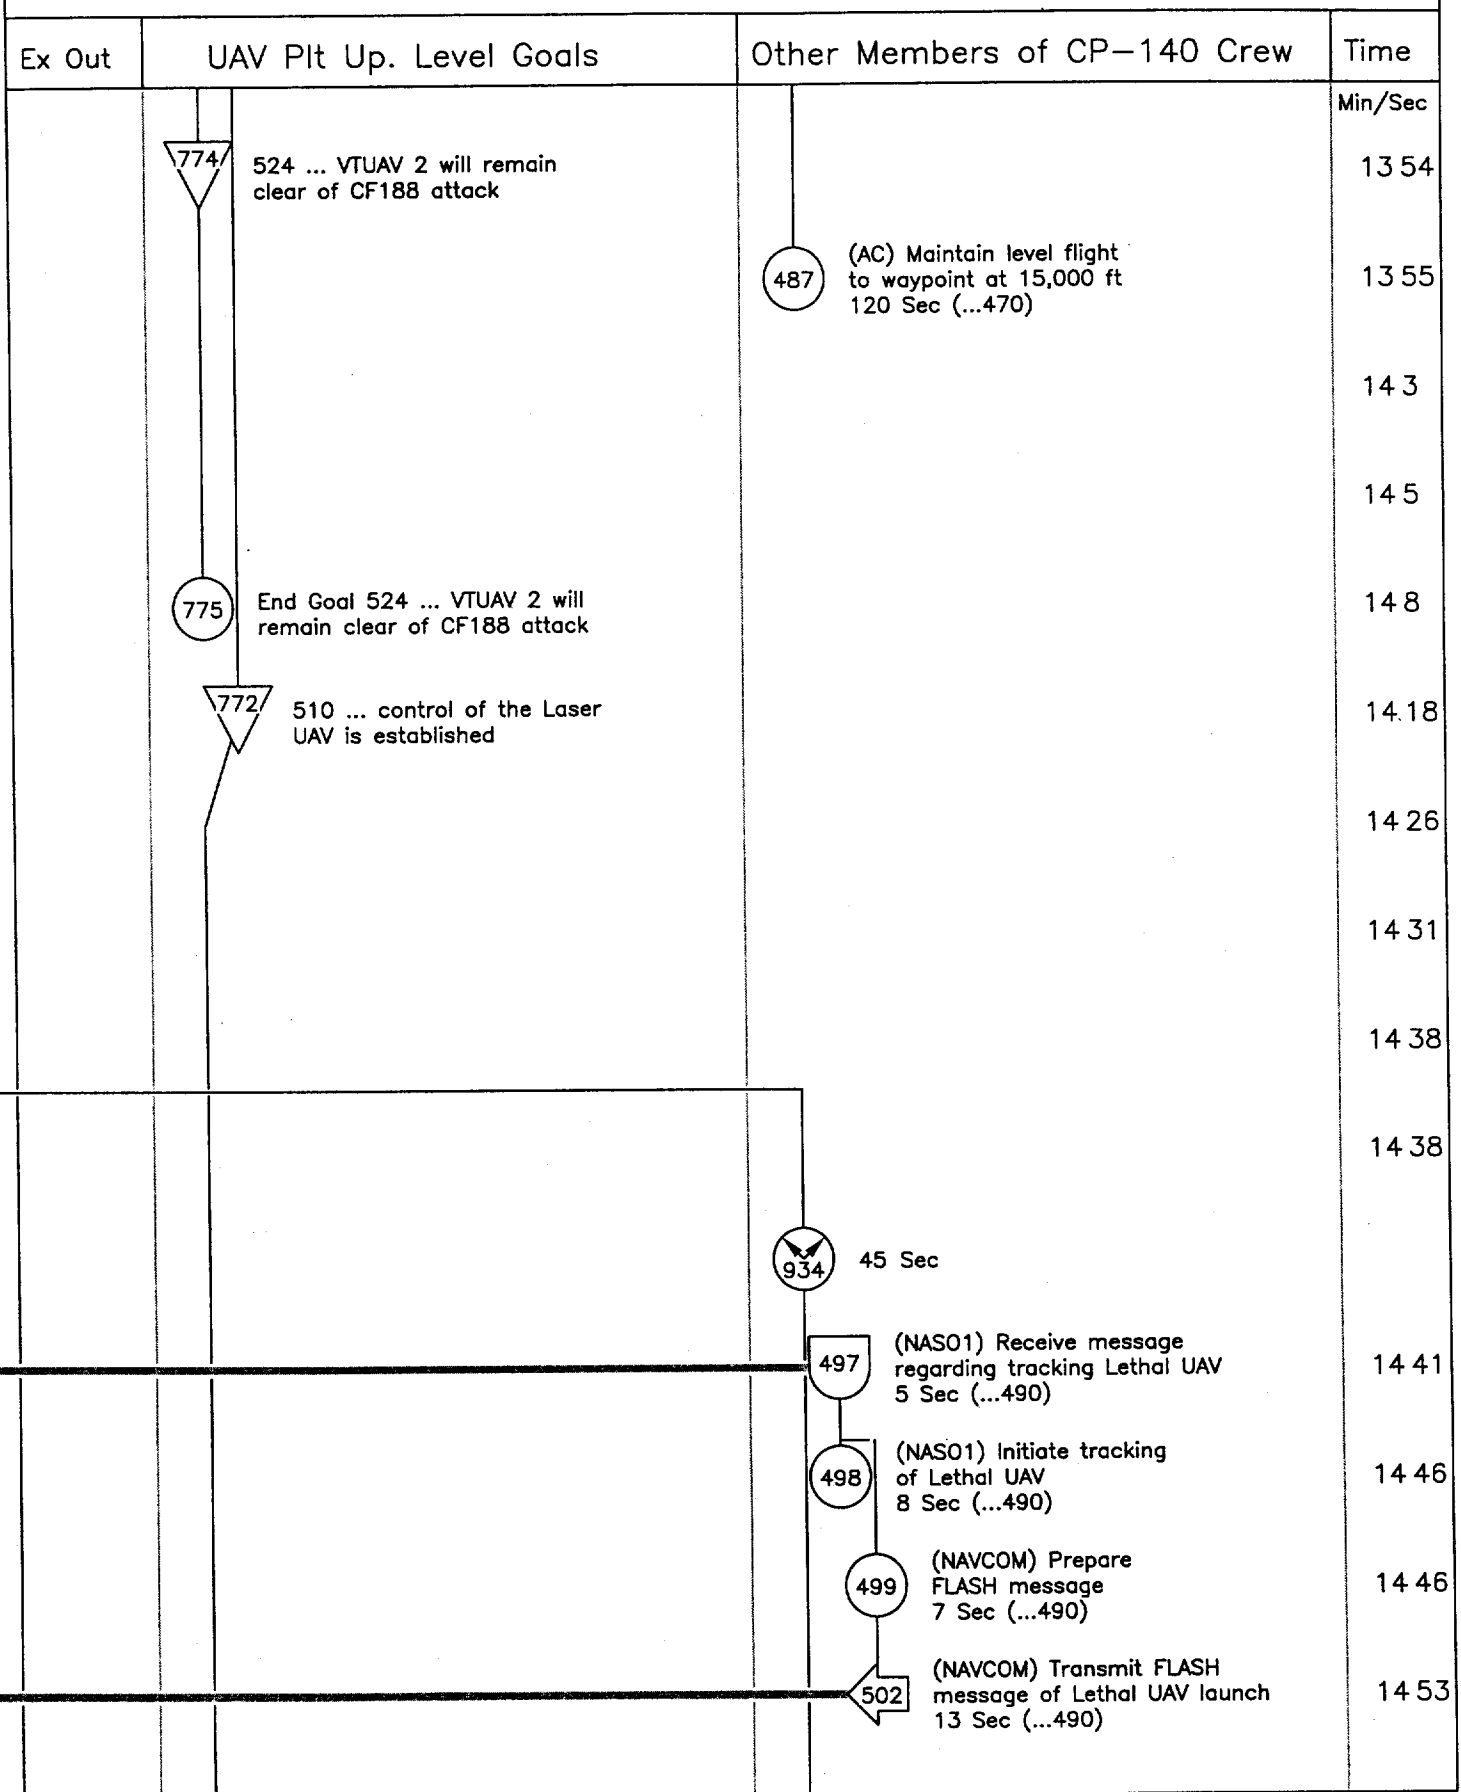 Ex Out
UAV Plt Up. Level Goals
Other Members of CP-140 Crew
Time
Min/Sec
774
524 ... VTUAV 2 will remain
clear of CF188 attack
13 54
487
(AC) Maintain level flight
to waypoint at 15,000 ft
120 Sec (...470)
13 55
14 3
14 5
775
End Goal 524 ... VTUAV 2 will
remain clear of CF188 attack
14 8
772
510 ... control of the Laser
UAV is established
14.18
14 26
14 31
14 38
14 38
934
45 Sec
497
(NASO1) Receive message
regarding tracking Lethal UAV
5 Sec (...490)
14 41
498
(NASO1) Initiate tracking
of Lethal UAV
8 Sec (...490)
14 46
499
(NAVCOM) Prepare
FLASH message
7 Sec (...490)
14 46
502
(NAVCOM) Transmit FLASH
message of Lethal UAV launch
13 Sec (...490)
14 53